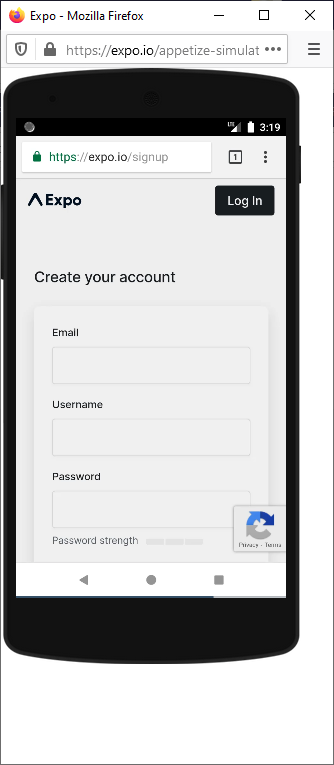 Expo - Mozilla Firefox
https://expo.io/appetize-simulat
LTE 3:19
https://expo.io/signup 1
Expo Log In
Create your account
Email
Username
Password
Password strength
Privacy - Terms